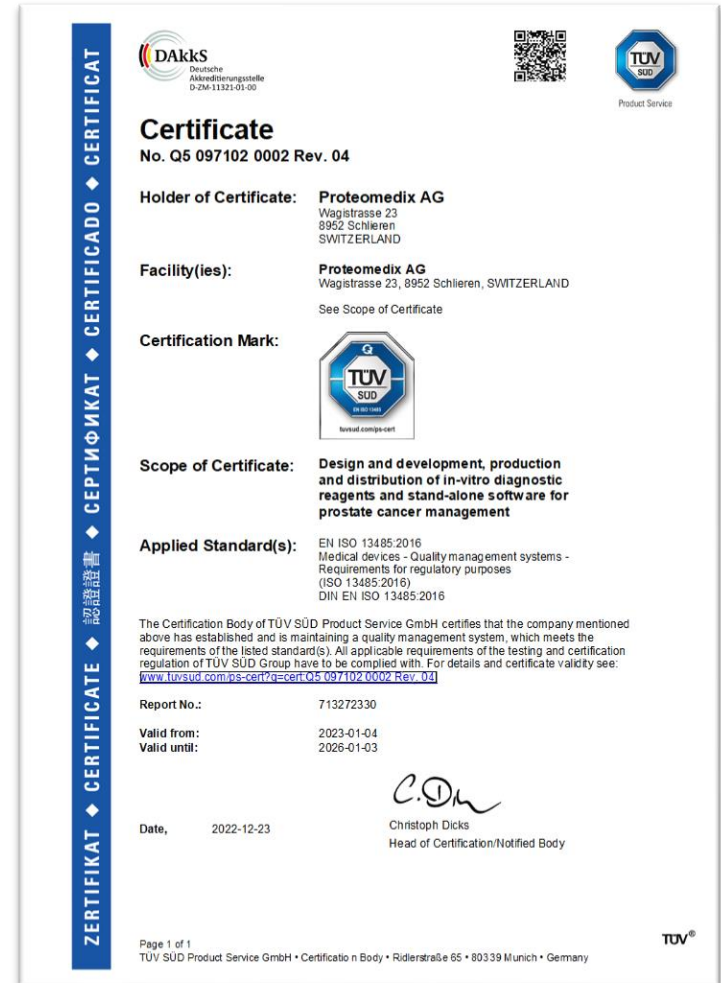 ZERTIFIKAT ◆ CERTIFICATE ◆ 認證證書 ◆ СЕРТИФИКАТ ◆ CERTIFICADO ◆ CERTIFICAT
DAkkS
Deutsche
Akkreditierungsstelle
D-ZM-11321-01-00
TÜV
SÜD
Product Service
Certificate
No. Q5 097102 0002 Rev. 04
Holder of Certificate: Proteomedix AG
Wagistrasse 23
8952 Schlieren
SWITZERLAND
Facility(ies): Proteomedix AG
Wagistrasse 23, 8952 Schlieren, SWITZERLAND
See Scope of Certificate
Certification Mark:
TÜV
SÜD
EN ISO 13485
tuvsud.com/ps-cert
Scope of Certificate: Design and development, production
and distribution of in-vitro diagnostic
reagents and stand-alone software for
prostate cancer management
Applied Standard(s): EN ISO 13485:2016
Medical devices - Quality management systems -
Requirements for regulatory purposes
(ISO 13485:2016)
DIN EN ISO 13485:2016
The Certification Body of TÜV SÜD Product Service GmbH certifies that the company mentioned
above has established and is maintaining a quality management system, which meets the
requirements of the listed standard(s). All applicable requirements of the testing and certification
regulation of TÜV SÜD Group have to be complied with. For details and certificate validity see:
www.tuvsud.com/ps-cert?q=cert:Q5 097102 0002 Rev. 04
Report No.: 713272330
Valid from: 2023-01-04
Valid until: 2026-01-03
C. Dicks
Date, 2022-12-23
Christoph Dicks
Head of Certification/Notified Body
Page 1 of 1
TÜV SÜD Product Service GmbH • Certification Body • Ridlerstraße 65 • 80339 Munich • Germany
TÜV®